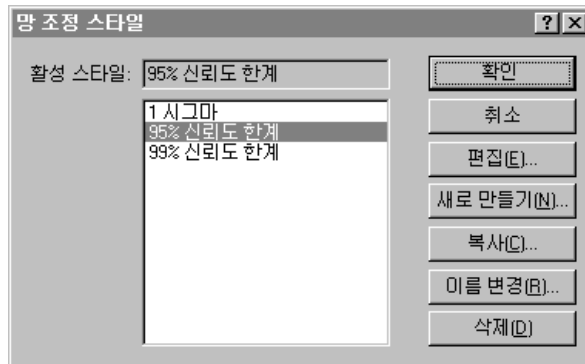 망 조정 스타일
활성 스타일: 95% 신뢰도 한계
1 시그마
95% 신뢰도 한계
99% 신뢰도 한계
확인
취소
편집(E)...
새로 만들기(N)...
복사(C)...
이름 변경(R)...
삭제(D)